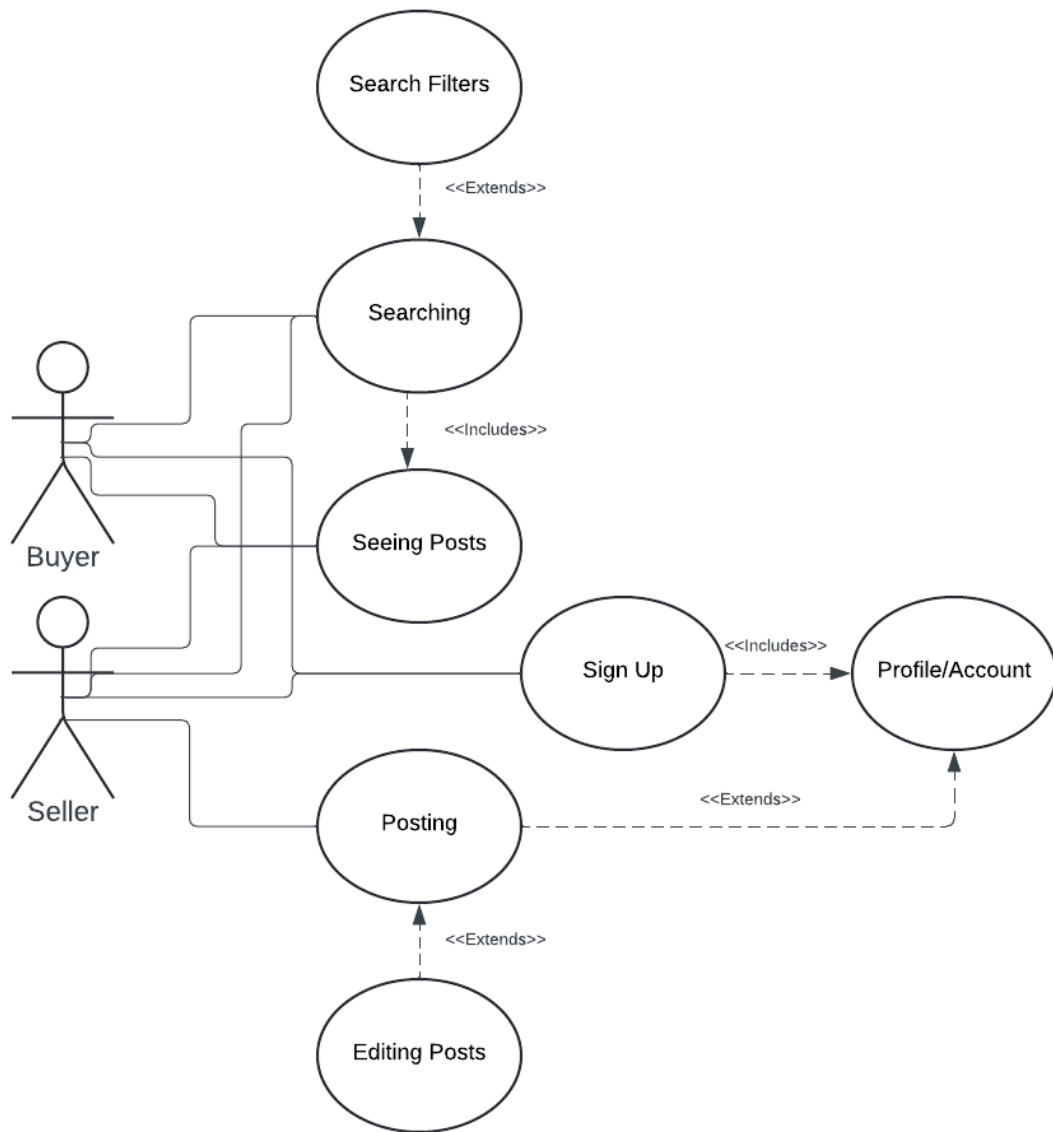 Search Filters
<<Extends>>
Searching
<<Includes>>
Buyer
Seeing Posts
Sign Up
<<Includes>>
Profile/Account
Seller
Posting
<<Extends>>
<<Extends>>
Editing Posts